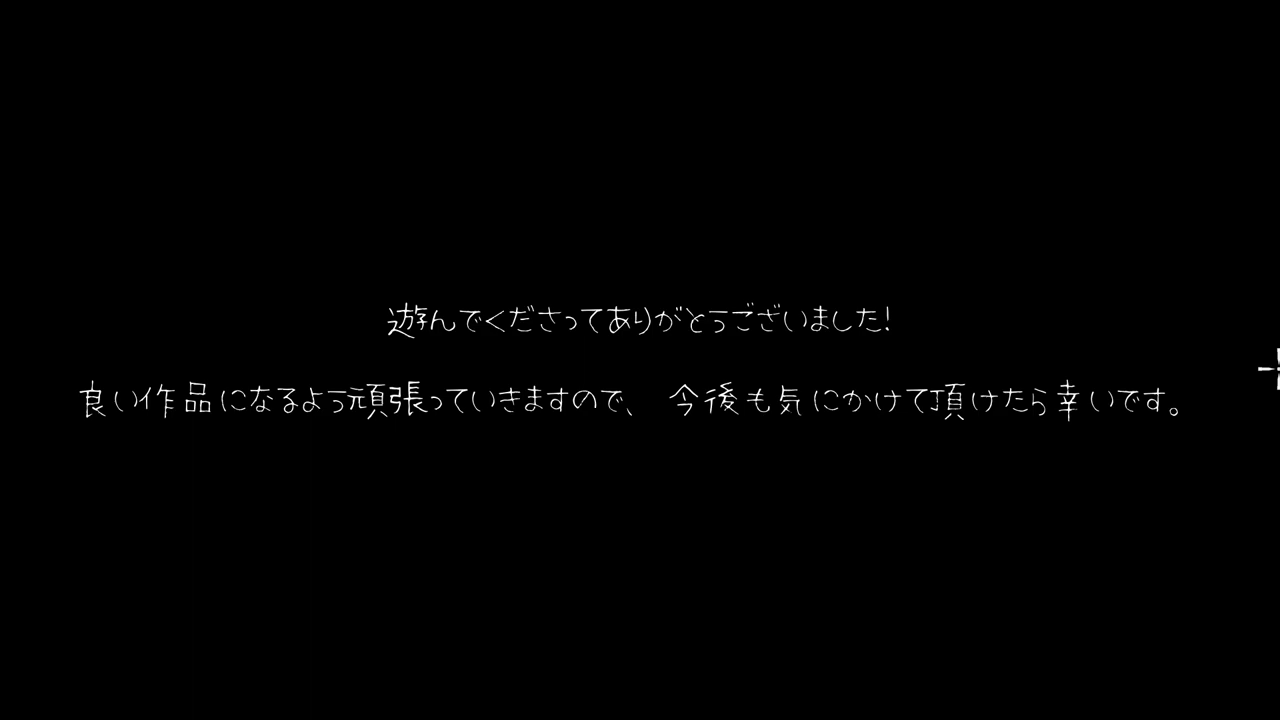 遊んでくださってありがとうございました!
良い作品になるよう頑張っていきますので、 今後も気にかけて頂けたら幸いです。